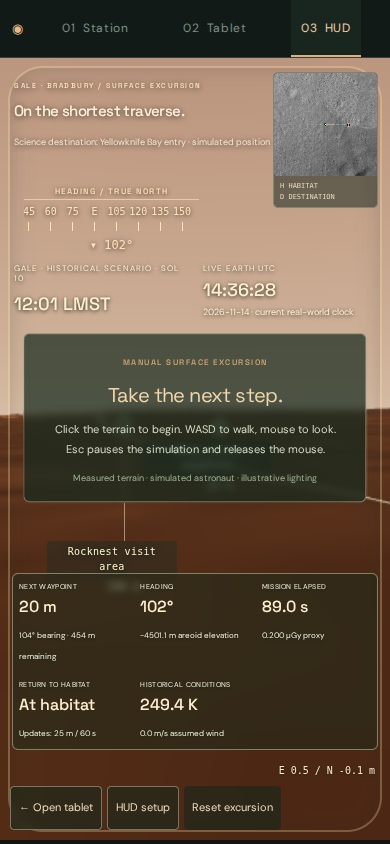 01 Station
02 Tablet
03 HUD
GALE · BRADBURY / SURFACE EXCURSION
On the shortest traverse.
Science destination: Yellowknife Bay entry · simulated position
H HABITAT
D DESTINATION
HEADING / TRUE NORTH
45 60 75 E 105 120 135 150
▾ 102°
GALE · HISTORICAL SCENARIO · SOL
10
12:01 LMST
LIVE EARTH UTC
14:36:28
2026-11-14 · current real-world clock
MANUAL SURFACE EXCURSION
Take the next step.
Click the terrain to begin. WASD to walk, mouse to look.
Esc pauses the simulation and releases the mouse.
Measured terrain · simulated astronaut · illustrative lighting
Rocknest visit
area
NEXT WAYPOINT
20 m
104° bearing · 454 m
remaining
HEADING
102°
-4501.1 m areoid elevation
MISSION ELAPSED
89.0 s
0.200 µGy proxy
RETURN TO HABITAT
At habitat
Updates: 25 m / 60 s
HISTORICAL CONDITIONS
249.4 K
0.0 m/s assumed wind
E 0.5 / N -0.1 m
← Open tablet
HUD setup
Reset excursion